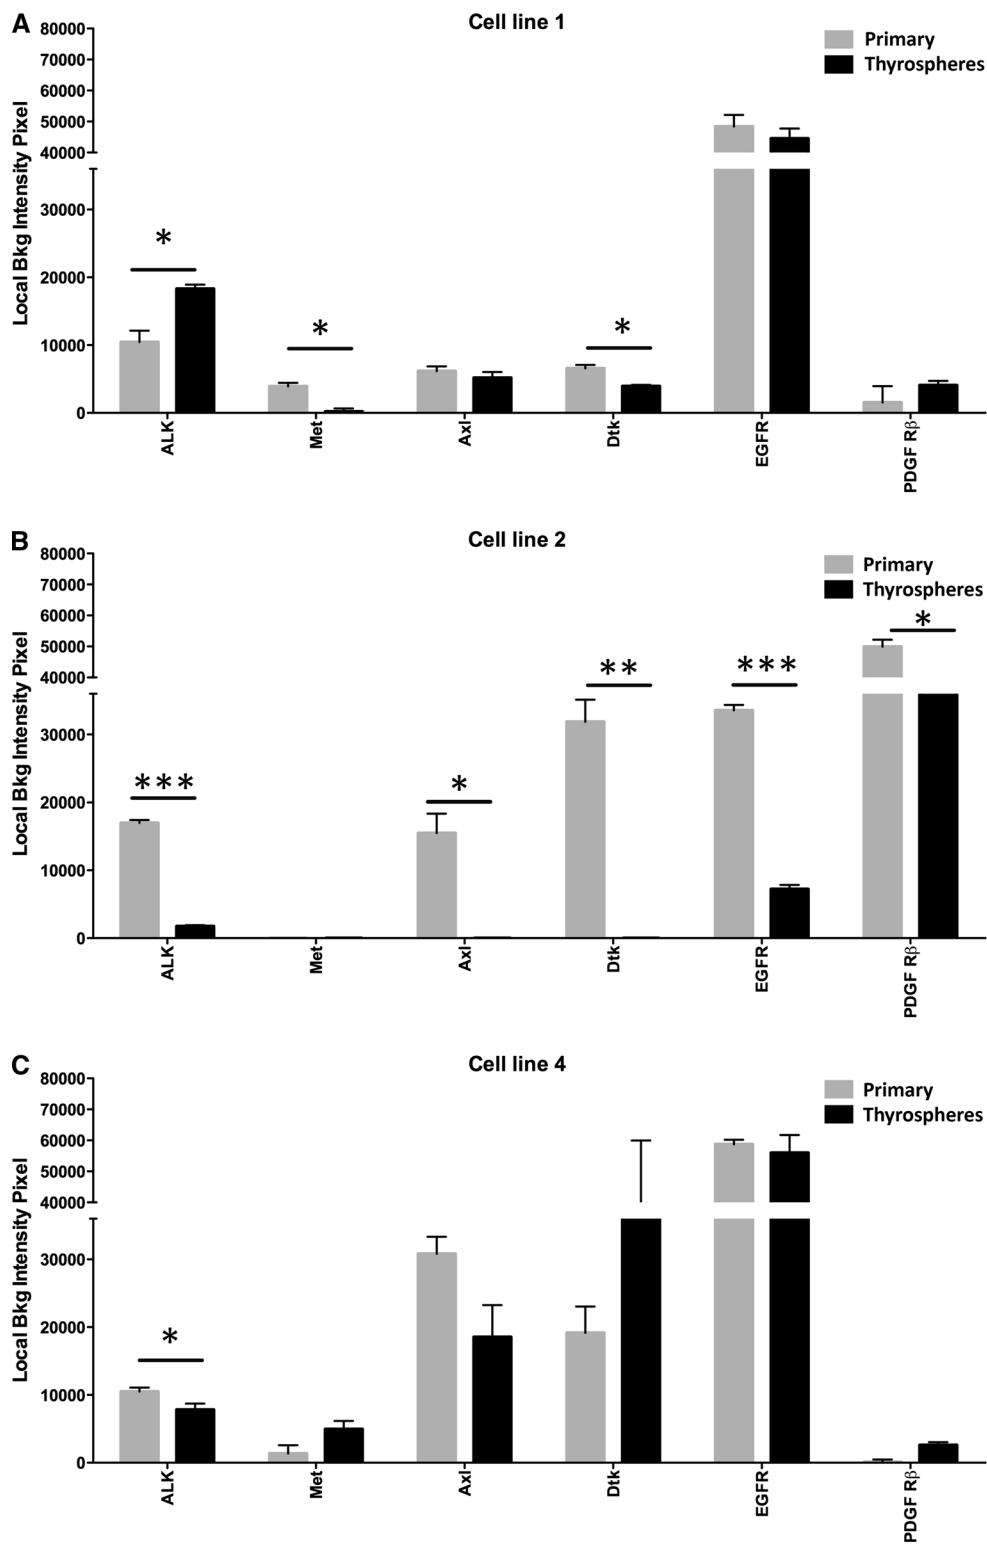 A
Cell line 1
Primary
Thyrospheres
Local Bkg Intensity Pixel
80000
70000
60000
50000
40000
30000
20000
10000
0
*
*
*
ALK
Met
Axl
Dtk
EGFR
PDGF Rβ
B
Cell line 2
Primary
Thyrospheres
Local Bkg Intensity Pixel
80000
70000
60000
50000
40000
30000
20000
10000
0
***
*
**
***
*
ALK
Met
Axl
Dtk
EGFR
PDGF Rβ
C
Cell line 4
Primary
Thyrospheres
Local Bkg Intensity Pixel
80000
70000
60000
50000
40000
30000
20000
10000
0
*
ALK
Met
Axl
Dtk
EGFR
PDGF Rβ